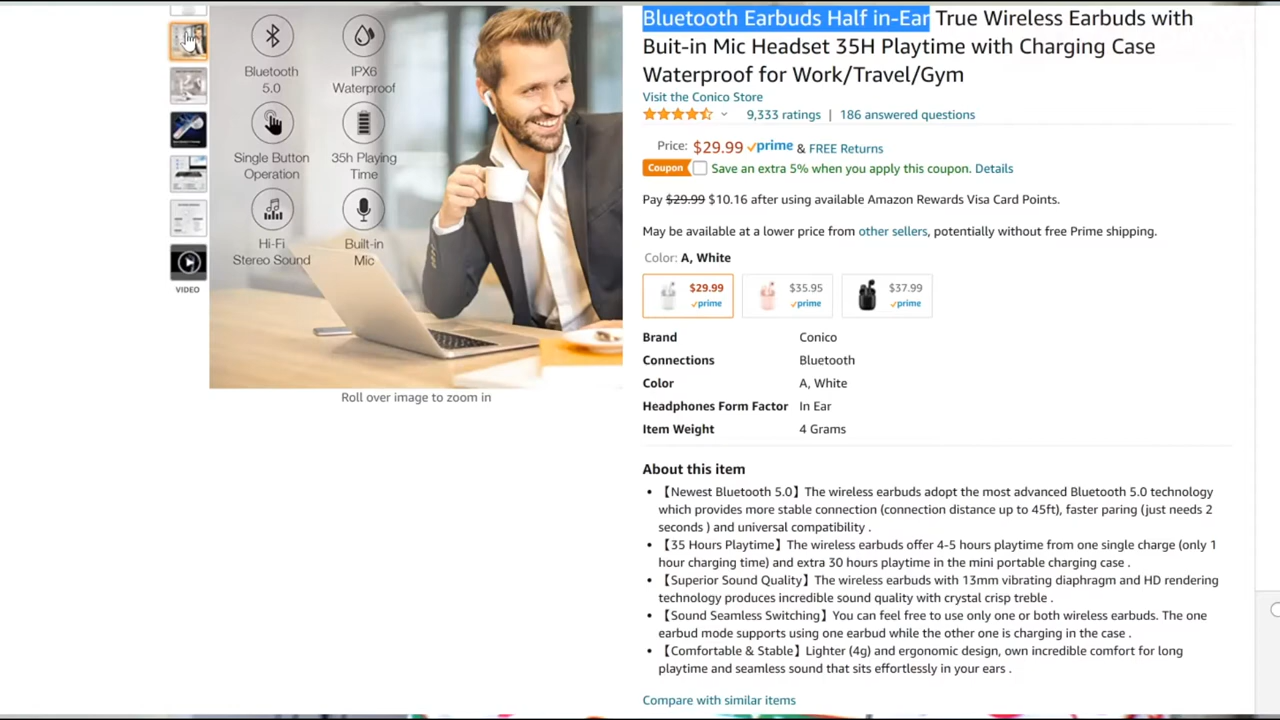 Bluetooth
5.0
IPX6
Waterproof
Single Button
Operation
35h Playing
Time
Hi-Fi
Stereo Sound
Built-in
Mic
VIDEO
Roll over image to zoom in
Bluetooth Earbuds Half in-Ear True Wireless Earbuds with
Buit-in Mic Headset 35H Playtime with Charging Case
Waterproof for Work/Travel/Gym
Visit the Conico Store
9,333 ratings | 186 answered questions
Price: $29.99 prime & FREE Returns
Coupon Save an extra 5% when you apply this coupon. Details
Pay $29.99 $10.16 after using available Amazon Rewards Visa Card Points.
May be available at a lower price from other sellers, potentially without free Prime shipping.
Color: A, White
$29.99
prime
$35.95
prime
$37.99
prime
Brand Conico
Connections Bluetooth
Color A, White
Headphones Form Factor In Ear
Item Weight 4 Grams
About this item
• 【Newest Bluetooth 5.0】The wireless earbuds adopt the most advanced Bluetooth 5.0 technology
which provides more stable connection (connection distance up to 45ft), faster paring (just needs 2
seconds ) and universal compatibility .
• 【35 Hours Playtime】The wireless earbuds offer 4-5 hours playtime from one single charge (only 1
hour charging time) and extra 30 hours playtime in the mini portable charging case .
• 【Superior Sound Quality】The wireless earbuds with 13mm vibrating diaphragm and HD rendering
technology produces incredible sound quality with crystal crisp treble .
• 【Sound Seamless Switching】You can feel free to use only one or both wireless earbuds. The one
earbud mode supports using one earbud while the other one is charging in the case .
• 【Comfortable & Stable】Lighter (4g) and ergonomic design, own incredible comfort for long
playtime and seamless sound that sits effortlessly in your ears .
Compare with similar items